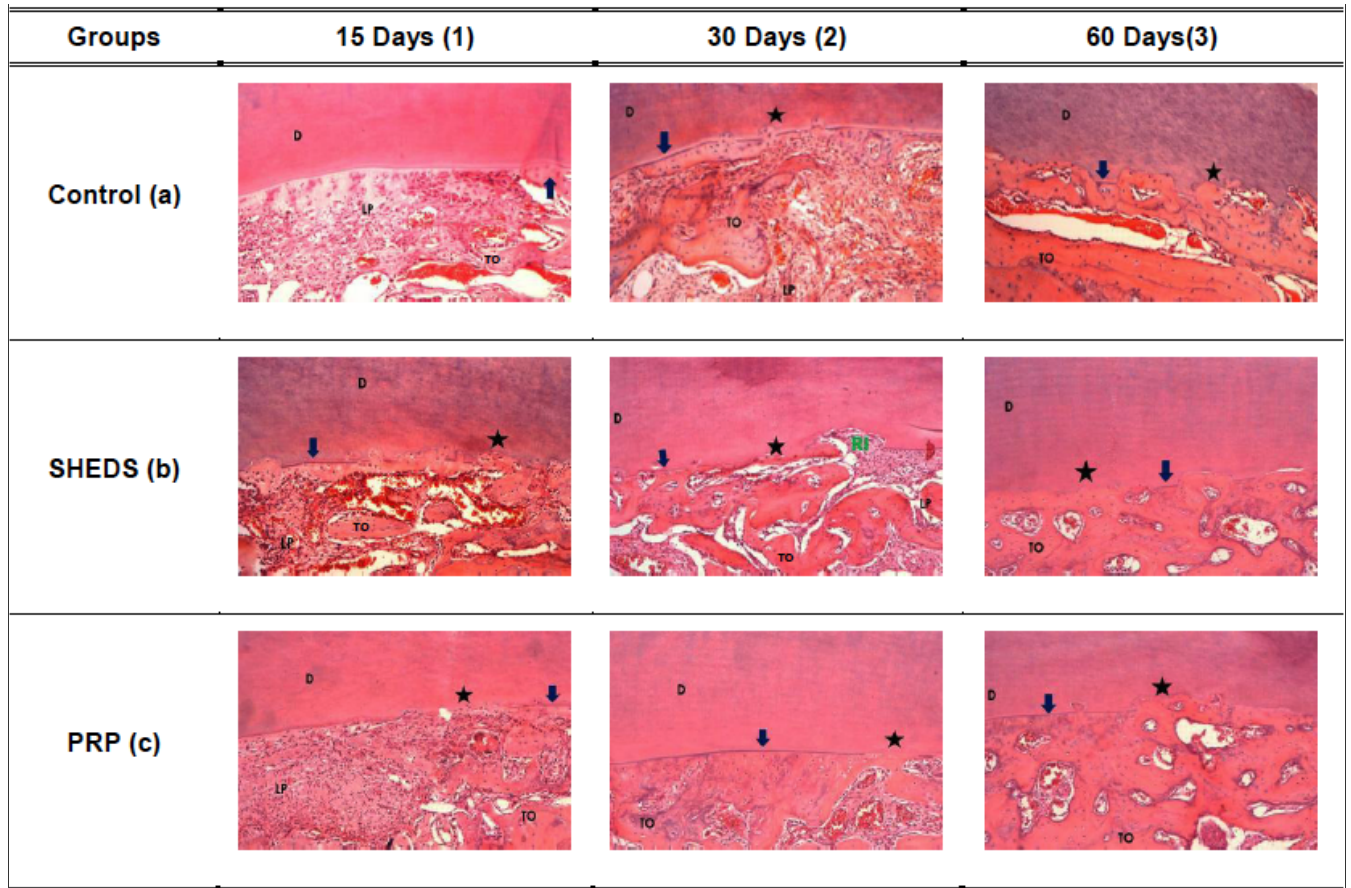 Groups 15 Days (1) 30 Days (2) 60 Days(3)
Control (a)
D
LP
TO
D
TO
LP
D
TO
SHEDS (b)
D
TO
LP
D
RI
LP
TO
D
TO
PRP (c)
D
LP
TO
D
TO
D
TO